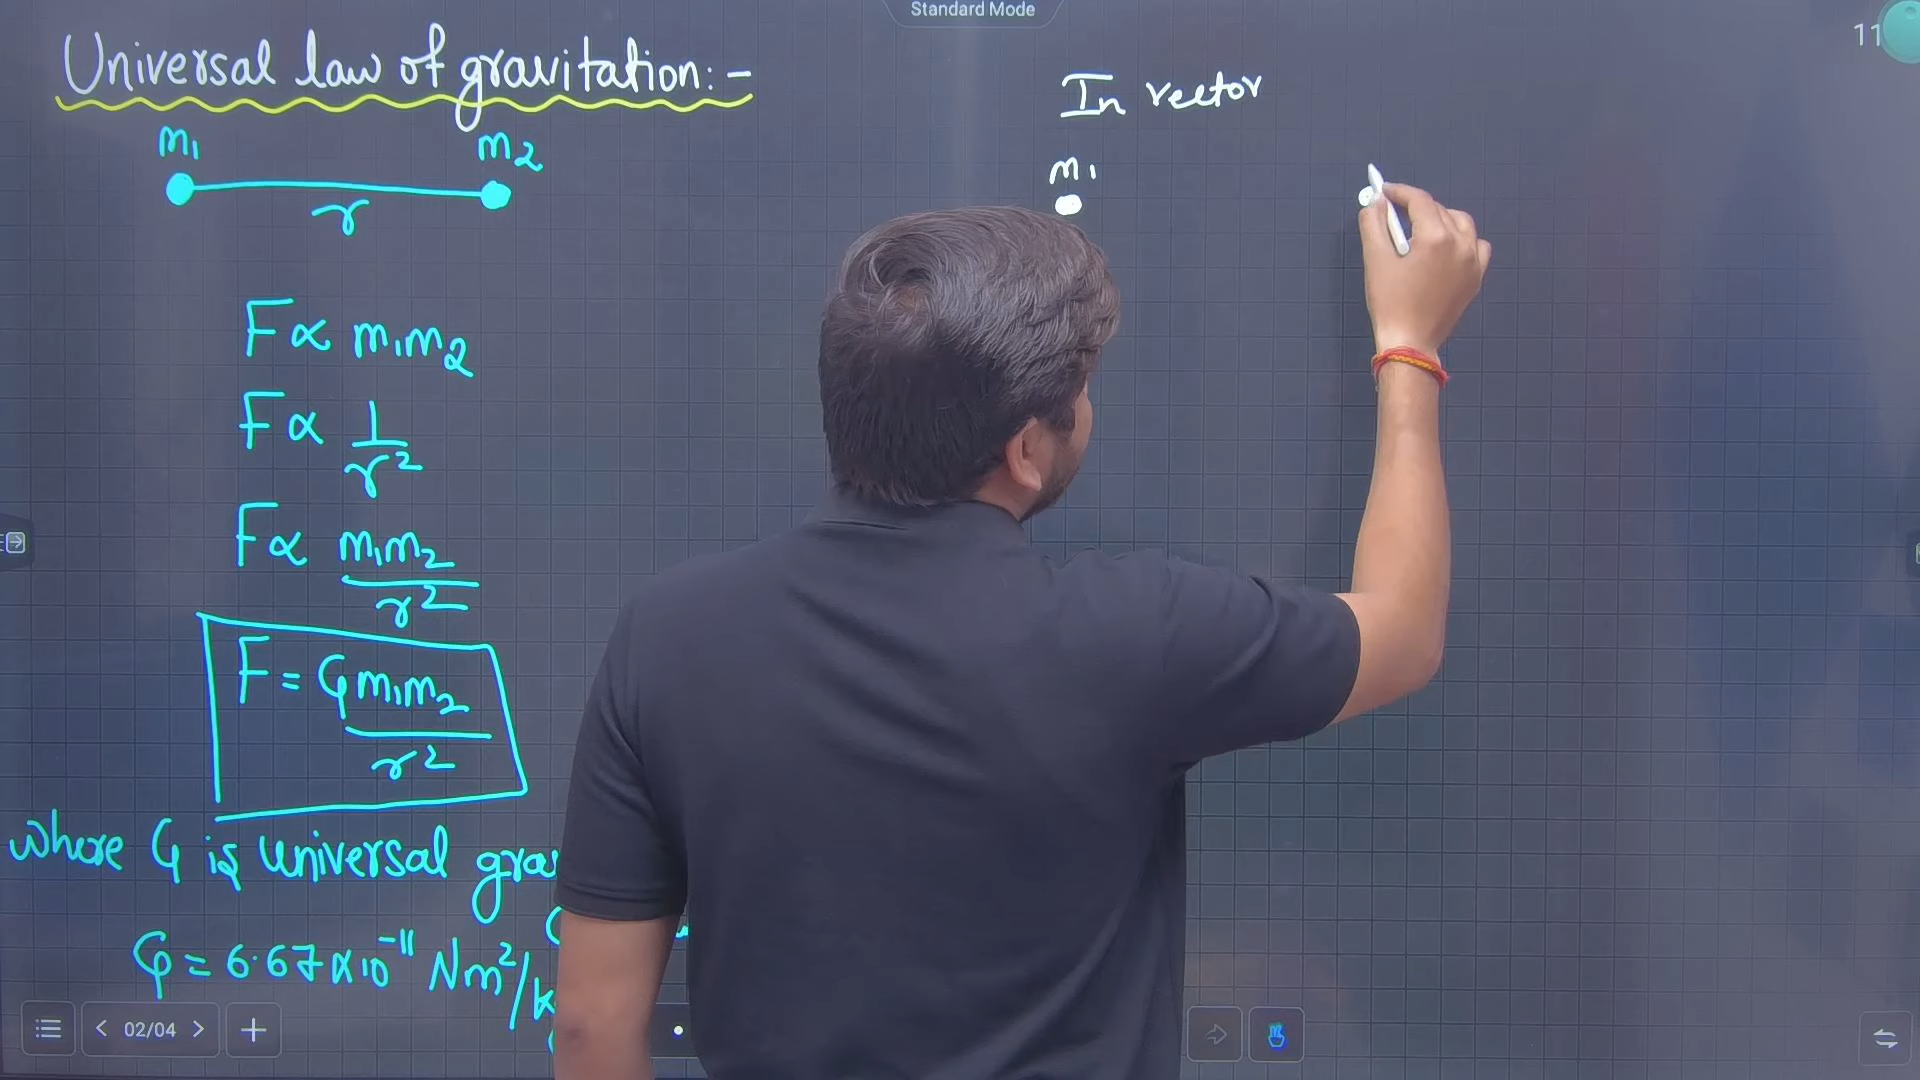 Standard Mode
11
Universal law of gravitation:-
m1 m2
r
F ∝ m1m2
F ∝ 1/r²
F ∝ m1m2/r²
F = Gm1m2/r²
where G is universal
G = 6.67×10⁻¹¹ Nm²/
In vector
m1
02/04